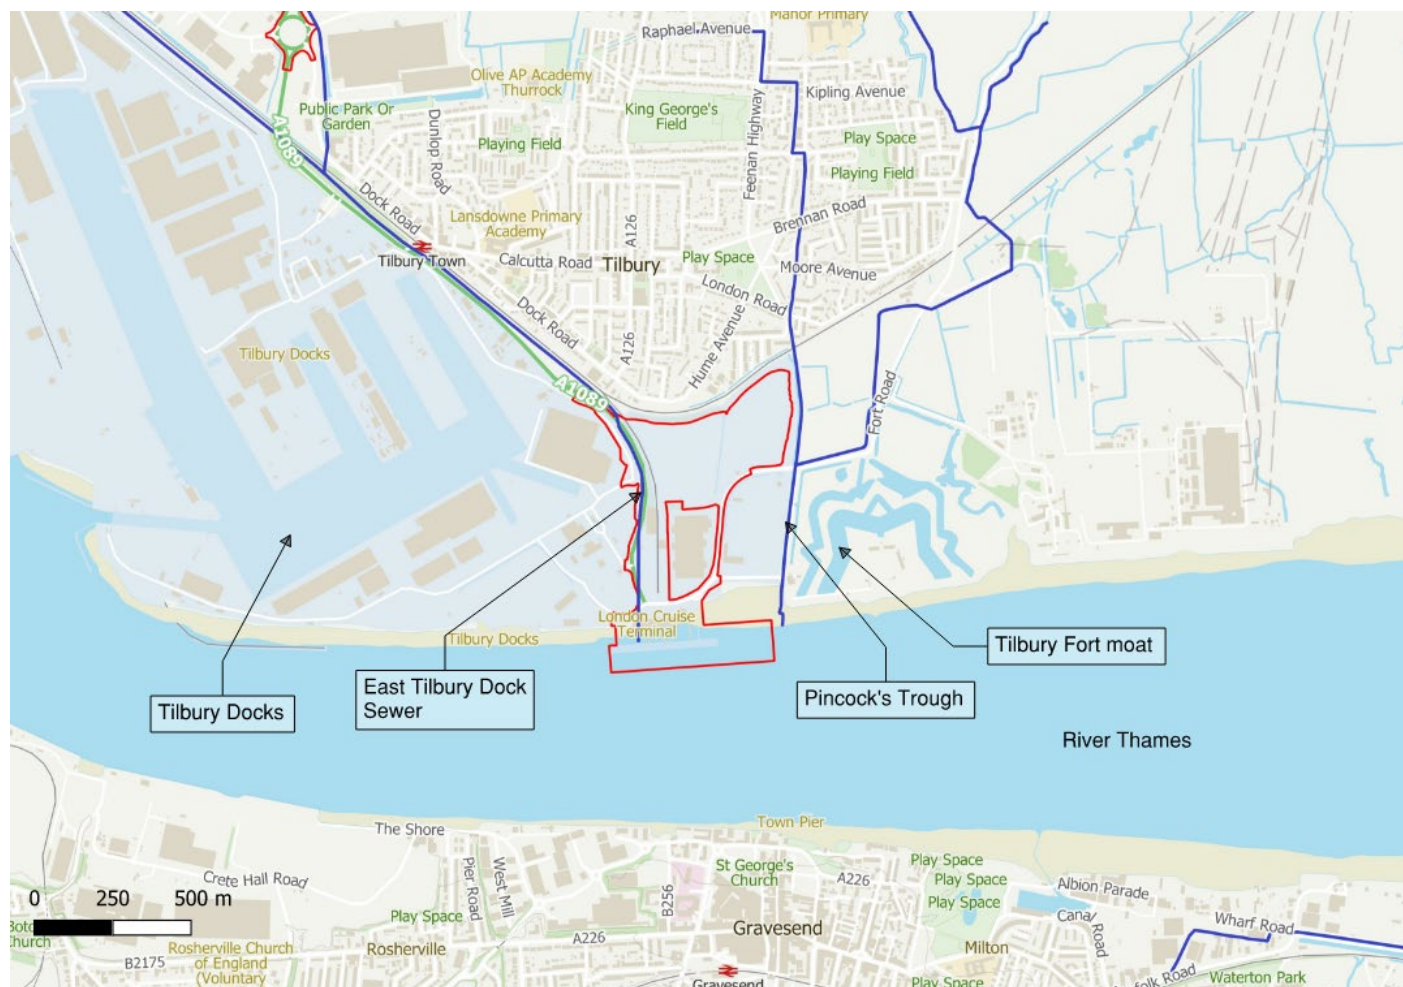 Manor Primary
Raphael Avenue
Olive AP Academy
Thurrock
Kipling Avenue
Public Park Or
Garden
King George's
Field
A1089
Dunlop Road
Playing Field
Feenan Highway
Play Space
Playing Field
Dock Road
Lansdowne Primary
Academy
A126
Brennan Road
Tilbury Town
Calcutta Road
Tilbury
Play Space
Moore Avenue
London Road
Dock Road
Tilbury Docks
A126
Hume Avenue
A1089
Fort Road
London Cruise
Terminal
Tilbury Docks
Tilbury Fort moat
East Tilbury Dock
Sewer
Pincock's Trough
Tilbury Docks
River Thames
Town Pier
The Shore
Pier Road
West Mill
St George's
Church
Play Space
A226
Play Space
Crete Hall Road
0 250 500 m
B256
Play Space
Albion Parade
Play Space
Canal
Road
Wharf Road
Church
Gravesend
A226
Rosherville Church
of England
(Voluntary
Rosherville
Milton
B2175
Gravesend
Play Space
Road
Waterton Park